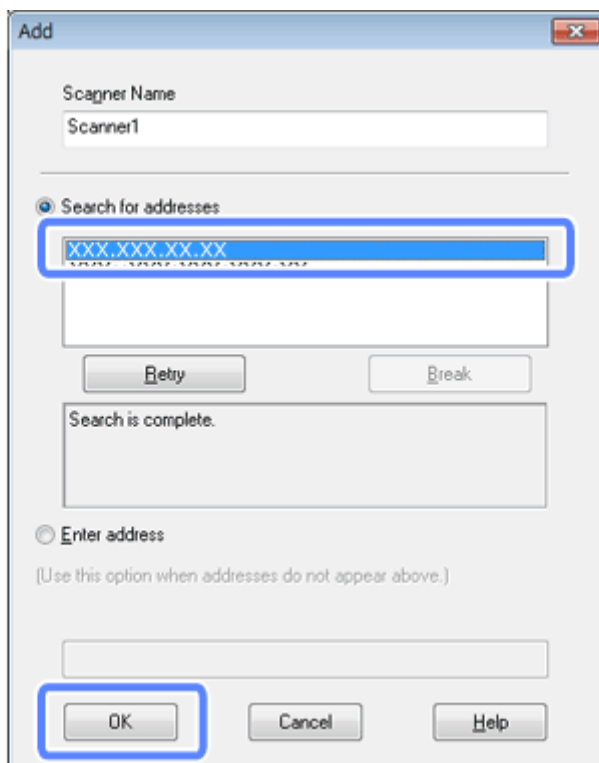 Add
Scanner Name
Scanner1
Search for addresses
XXX.XXX.XX.XX
Retry
Break
Search is complete.
Enter address
(Use this option when addresses do not appear above.)
OK
Cancel
Help